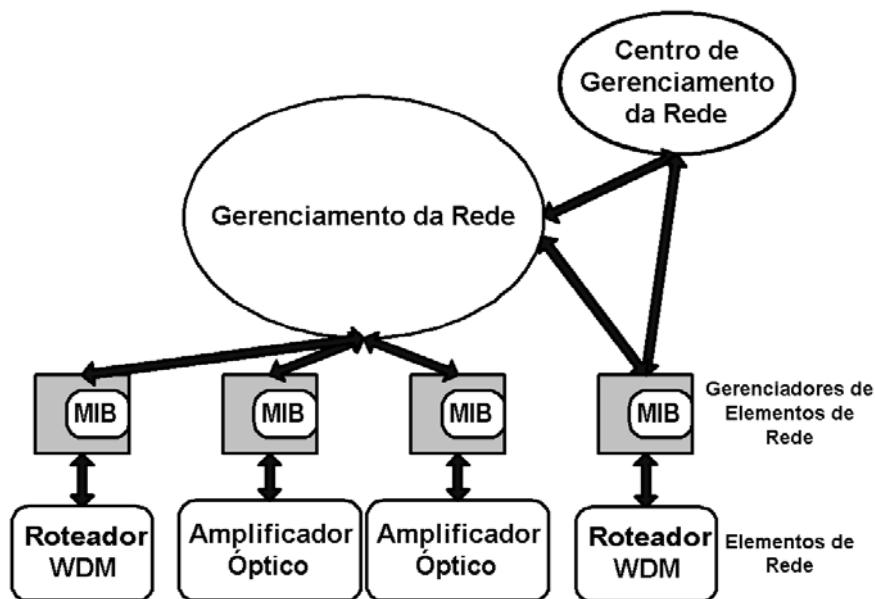 Centro de
Gerenciamento
da Rede
Gerenciamento da Rede
MIB
MIB
MIB
MIB
Gerenciadores de
Elementos de
Rede
Roteador
WDM
Amplificador
Óptico
Amplificador
Óptico
Roteador
WDM
Elementos de
Rede